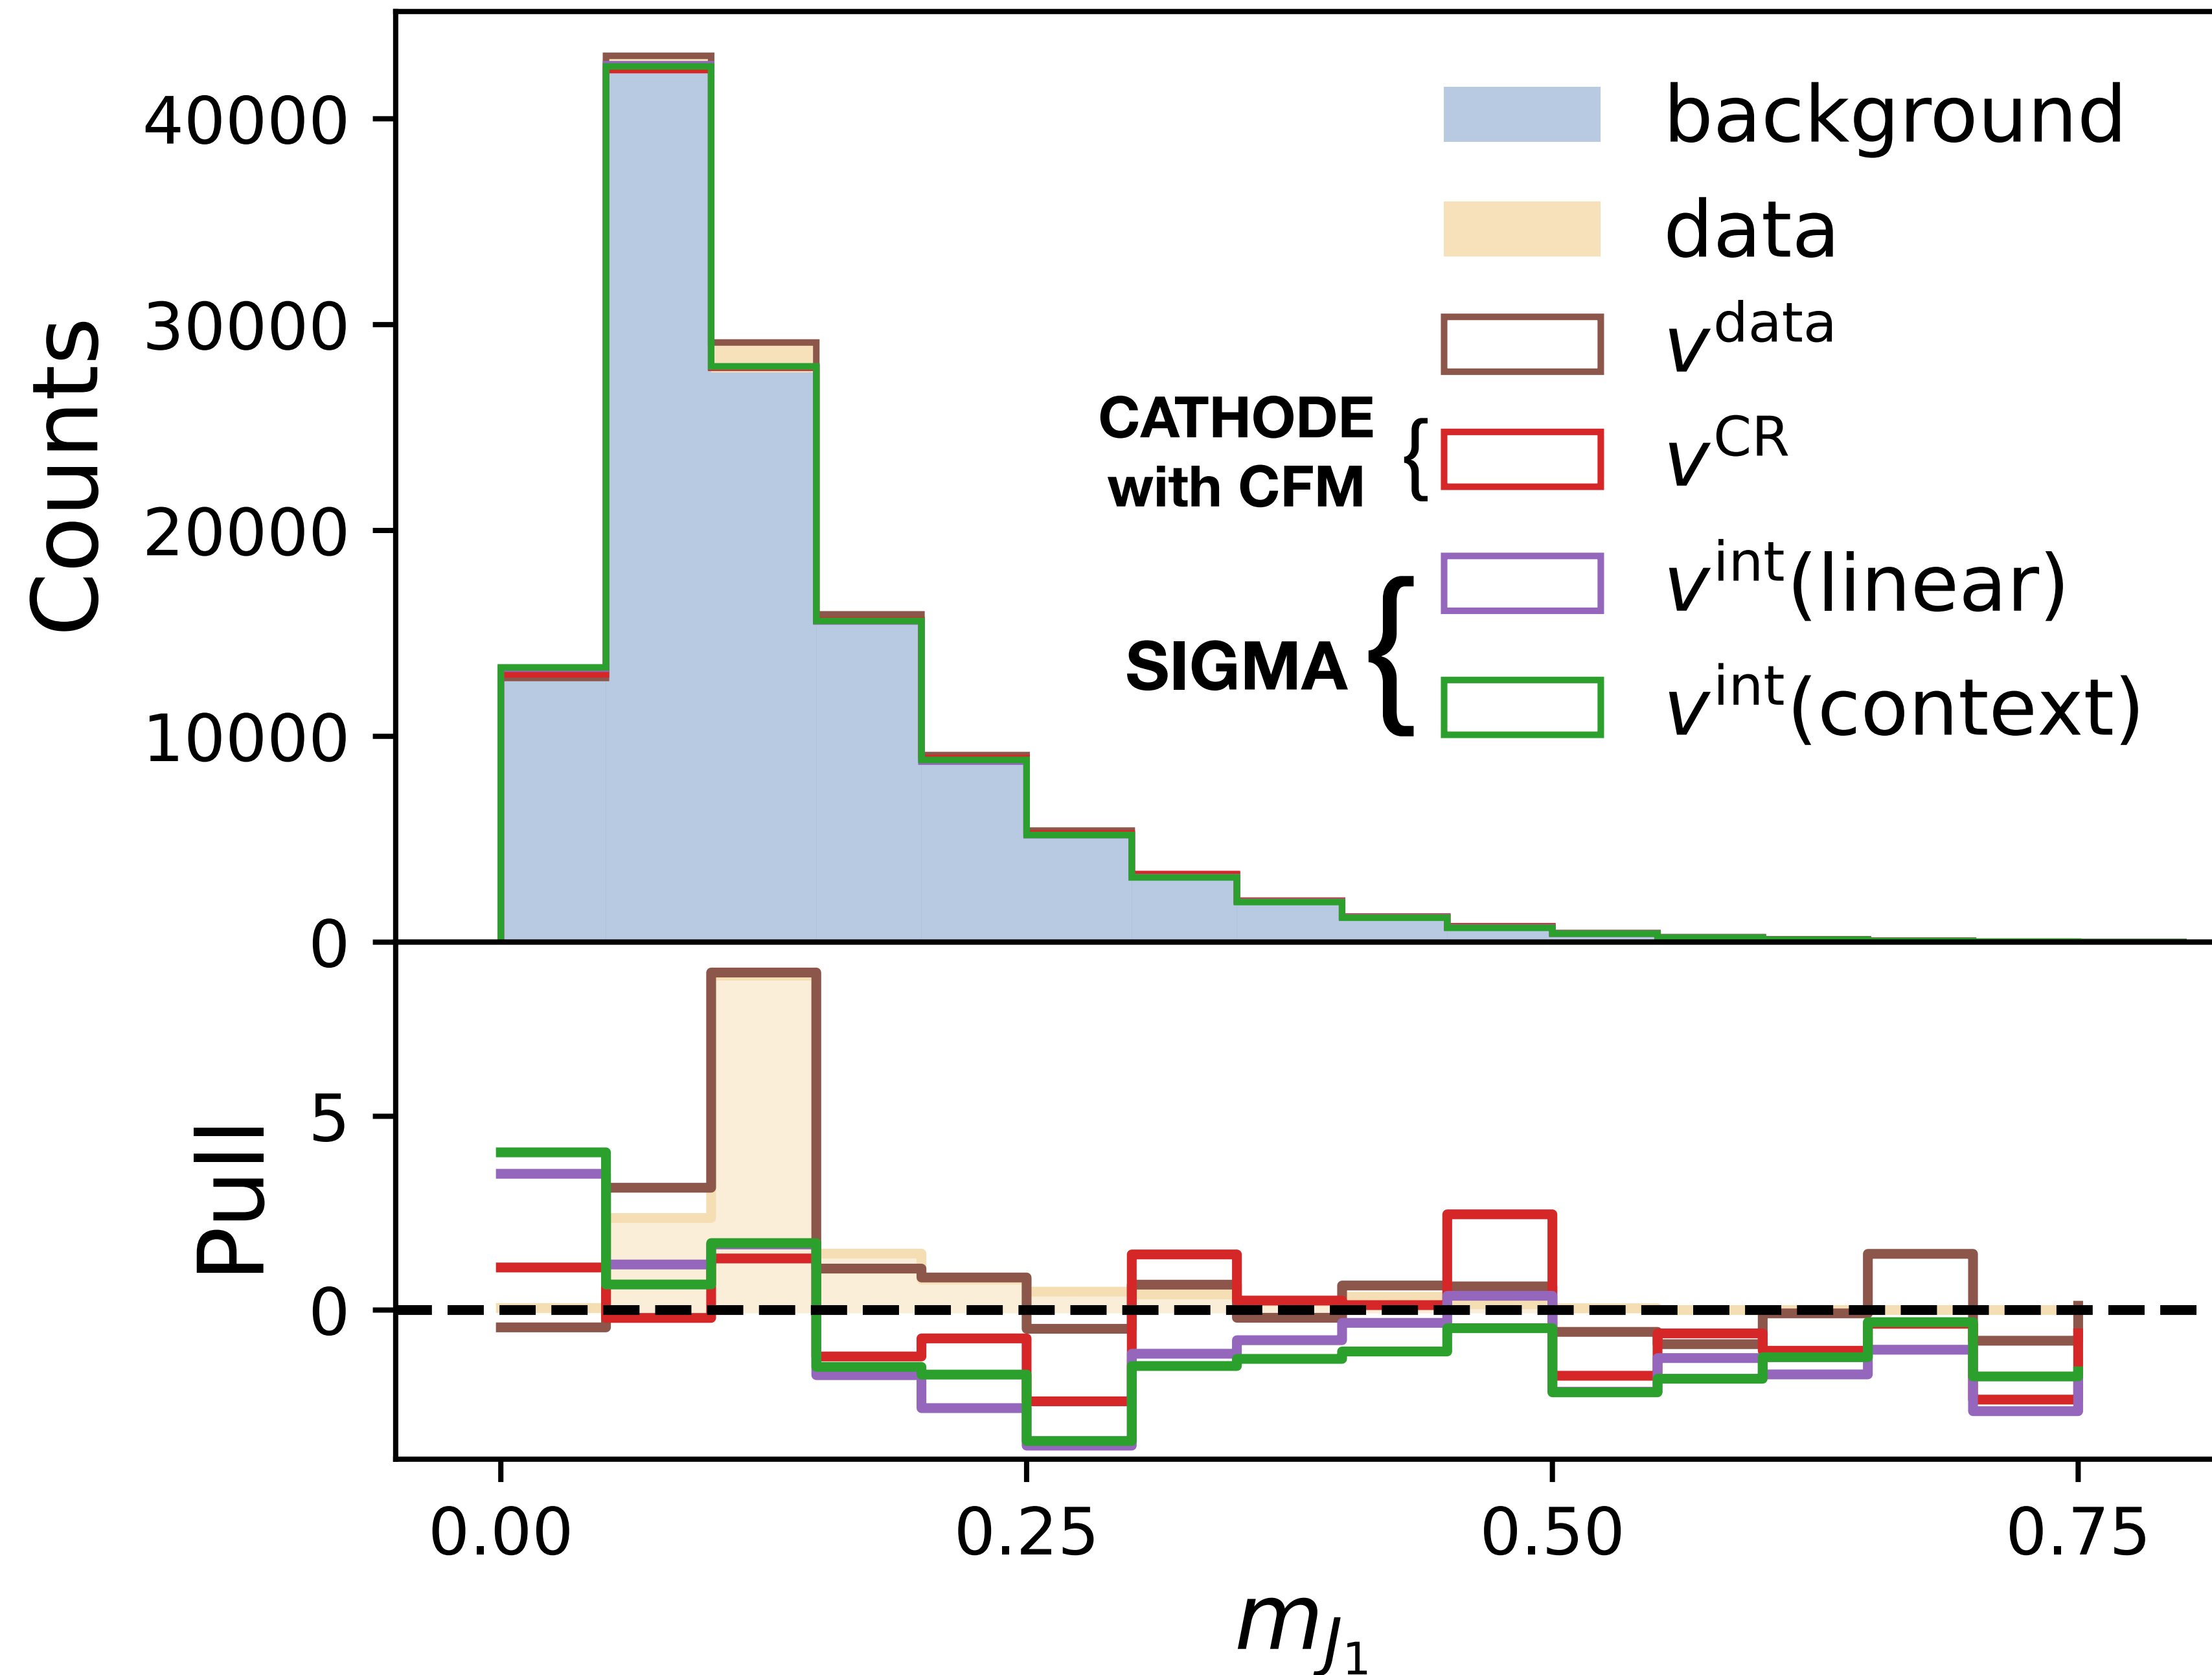 Counts
40000
30000
20000
10000
0
background
data
v^data
CATHODE
with CFM
{
v^CR
SIGMA
{
v^int(linear)
v^int(context)
Pull
5
0
0.00 0.25 0.50 0.75
m_J_1